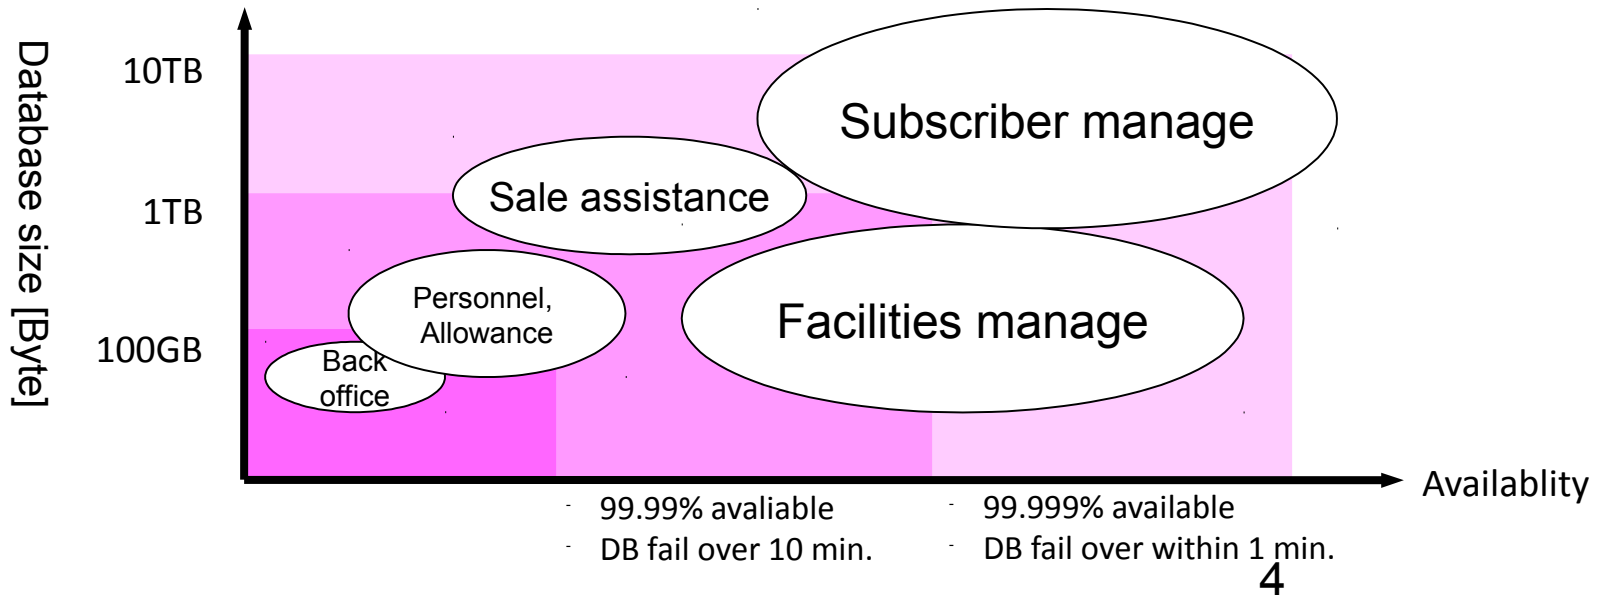 Database size [Byte]
10TB
1TB
100GB
Subscriber manage
Sale assistance
Personnel,
Allowance
Facilities manage
Back
office
Availablity
- 99.99% avaliable
- DB fail over 10 min.
- 99.999% available
- DB fail over within 1 min.
4